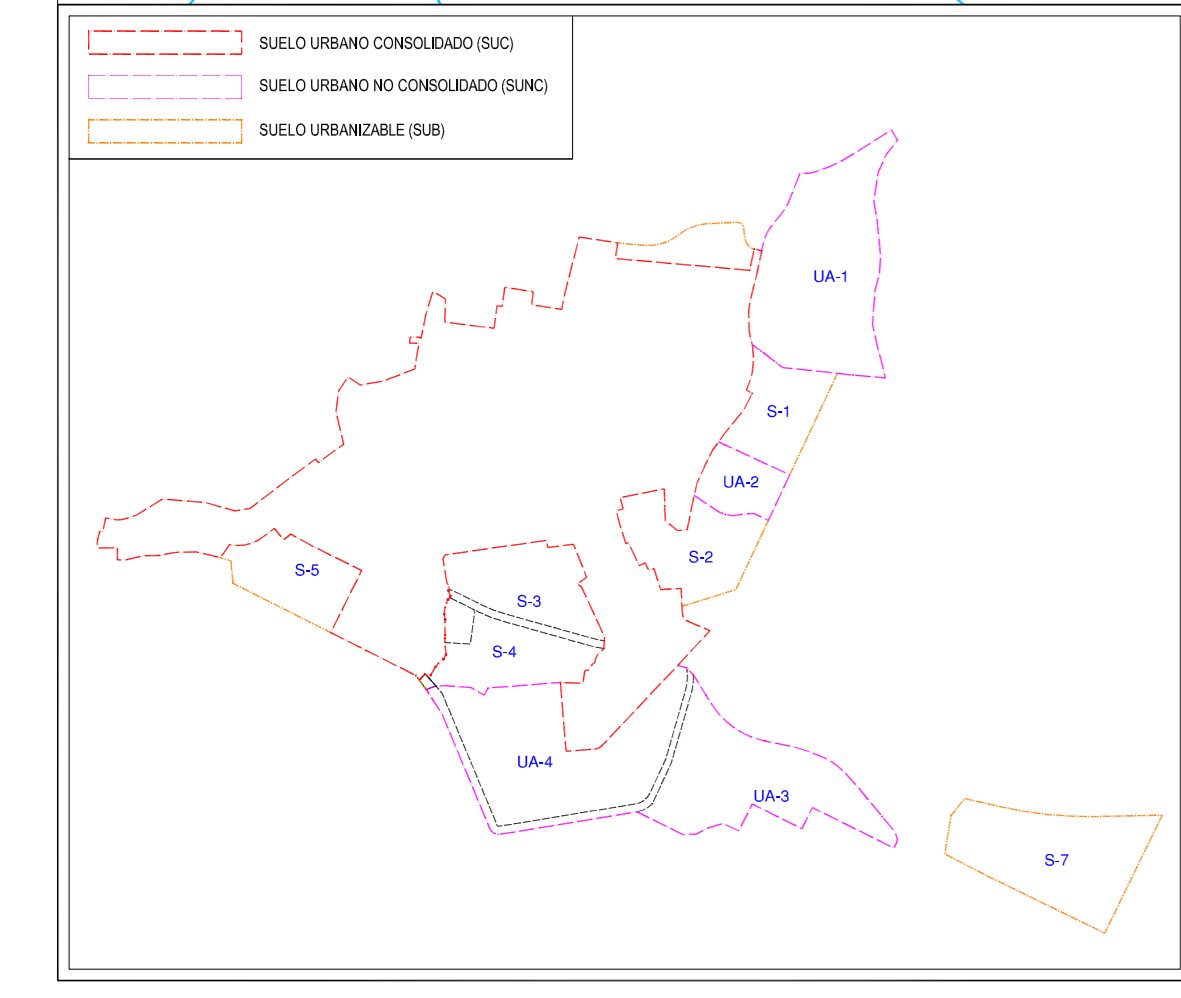 SUELO URBANO CONSOLIDADO (SUC)
SUELO URBANO NO CONSOLIDADO (SUNC)
SUELO URBANIZABLE (SUB)
UA-1
S-1
UA-2
S-2
S-5
S-3
S-4
UA-4
UA-3
S-7